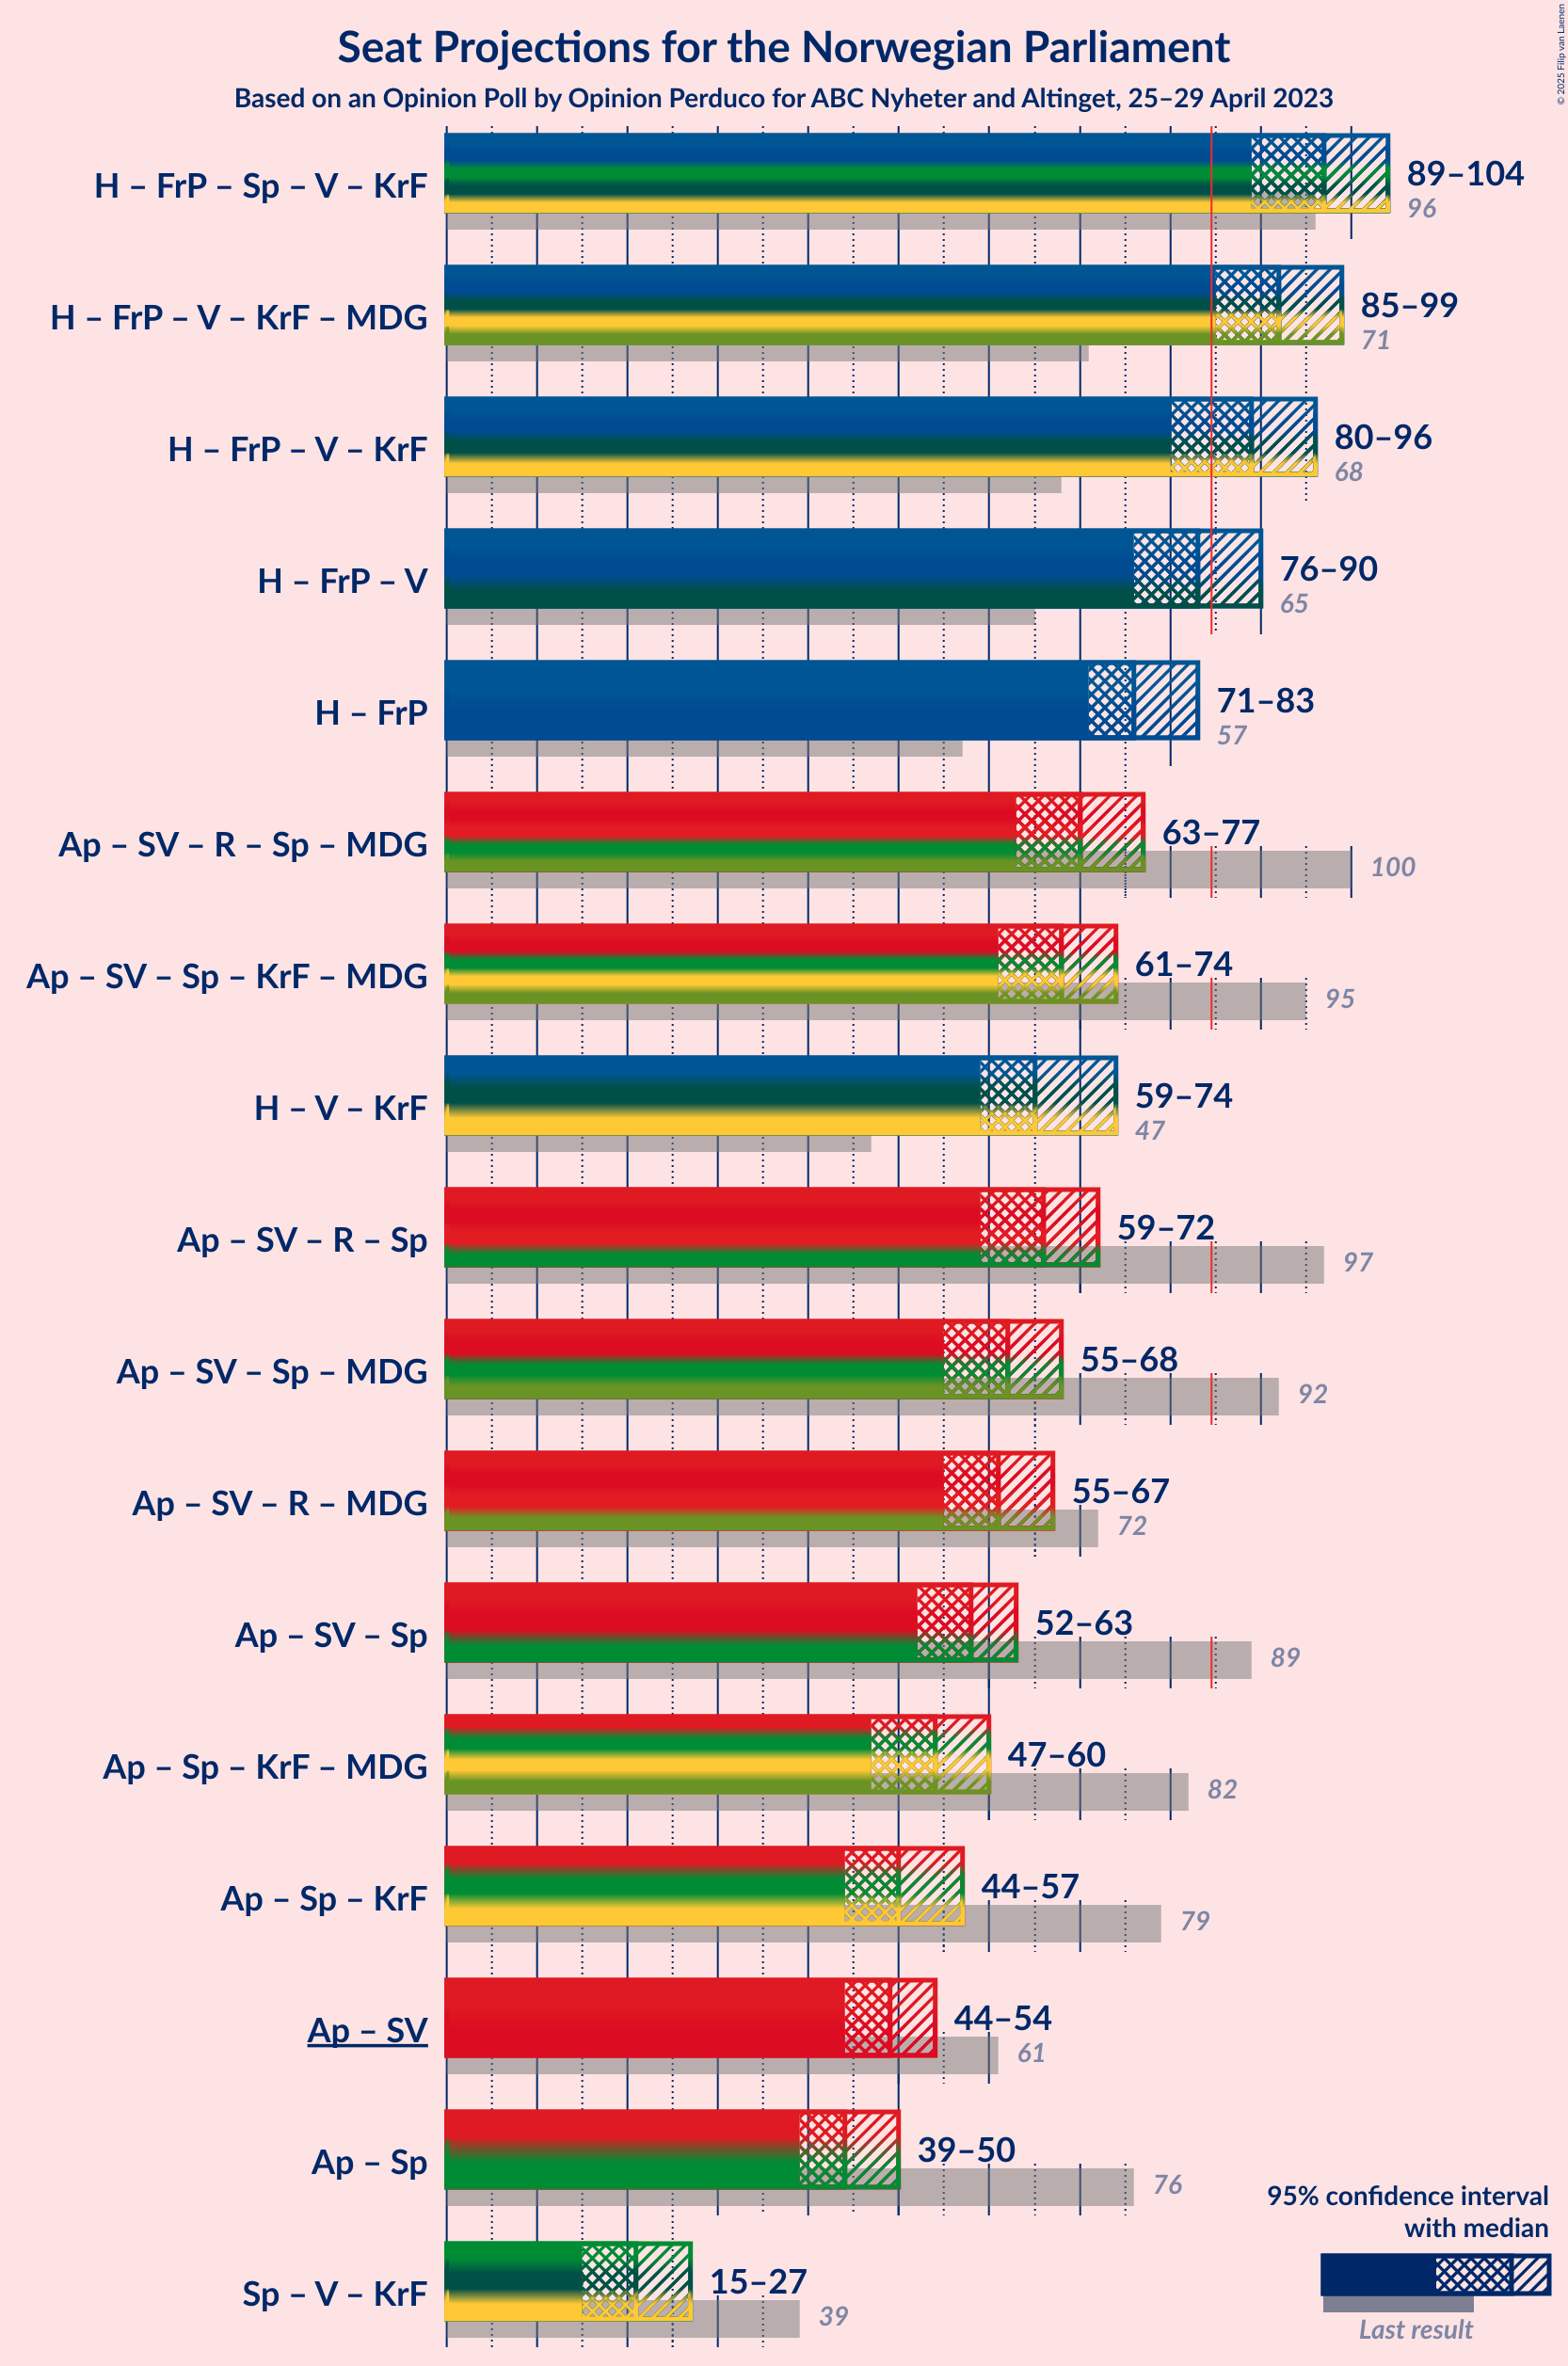 Seat Projections for the Norwegian Parliament
Based on an Opinion Poll by Opinion Perduco for ABC Nyheter and Altinget, 25–29 April 2023
© 2025 Filip van Laenen
H – FrP – Sp – V – KrF
89–104
96
H – FrP – V – KrF – MDG
85–99
71
H – FrP – V – KrF
80–96
68
H – FrP – V
76–90
65
H – FrP
71–83
57
Ap – SV – R – Sp – MDG
63–77
100
Ap – SV – Sp – KrF – MDG
61–74
95
H – V – KrF
59–74
47
Ap – SV – R – Sp
59–72
97
Ap – SV – Sp – MDG
55–68
92
Ap – SV – R – MDG
55–67
72
Ap – SV – Sp
52–63
89
Ap – Sp – KrF – MDG
47–60
82
Ap – Sp – KrF
44–57
79
Ap – SV
44–54
61
Ap – Sp
39–50
76
Sp – V – KrF
15–27
39
95% confidence interval
with median
Last result